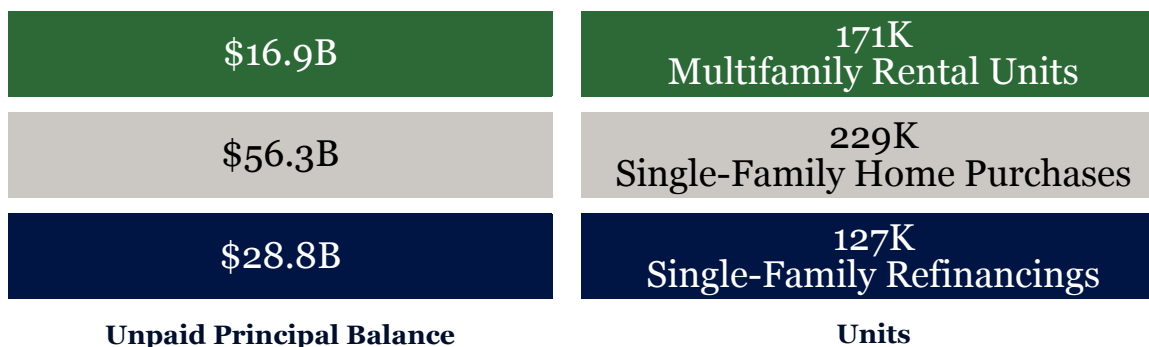 $16.9B
171K
Multifamily Rental Units
$56.3B
229K
Single-Family Home Purchases
$28.8B
127K
Single-Family Refinancings
Unpaid Principal Balance
Units